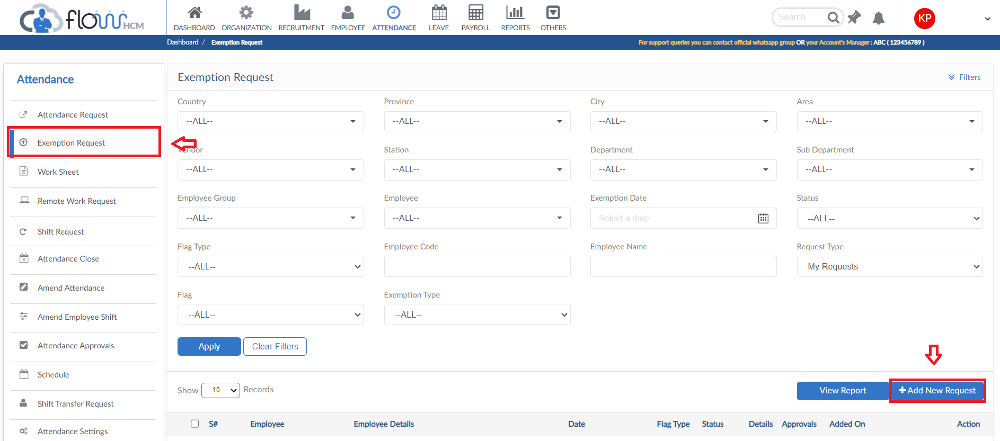 flowHCM
DASHBOARD ORGANIZATION RECRUITMENT EMPLOYEE ATTENDANCE LEAVE PAYROLL REPORTS OTHERS
Search
KP
Dashboard / Exemption Request
For support queries you can contact official whatsapp group OR your Account's Manager : ABC ( 123456789 )
Attendance
Attendance Request
Exemption Request
Work Sheet
Remote Work Request
Shift Request
Attendance Close
Amend Attendance
Amend Employee Shift
Attendance Approvals
Schedule
Shift Transfer Request
Attendance Settings
Exemption Request
Filters
Country Province City Area
--ALL-- --ALL-- --ALL-- --ALL--
Vendor Station Department Sub Department
--ALL-- --ALL-- --ALL-- --ALL--
Employee Group Employee Exemption Date Status
--ALL-- --ALL-- Select a date... --ALL--
Flag Type Employee Code Employee Name Request Type
--ALL-- My Requests
Flag Exemption Type
--ALL-- --ALL--
Apply Clear Filters
Show 10 Records
View Report Add New Request
S# Employee Employee Details Date Flag Type Status Details Approvals Added On Action